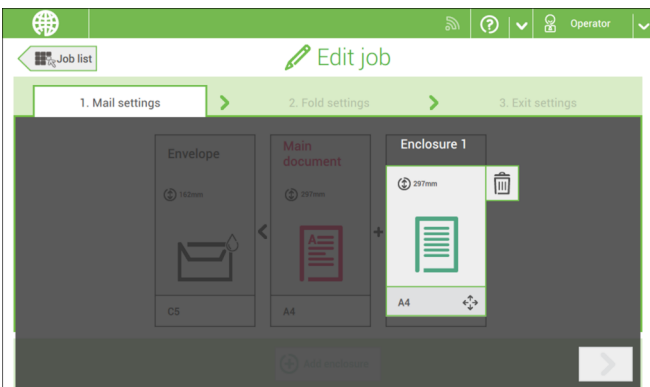 Operator
Job list
Edit job
1. Mail settings
2. Fold settings
3. Exit settings
Envelope
Main
document
Enclosure 1
162mm
297mm
297mm
C5
A4
A4
Add enclosure